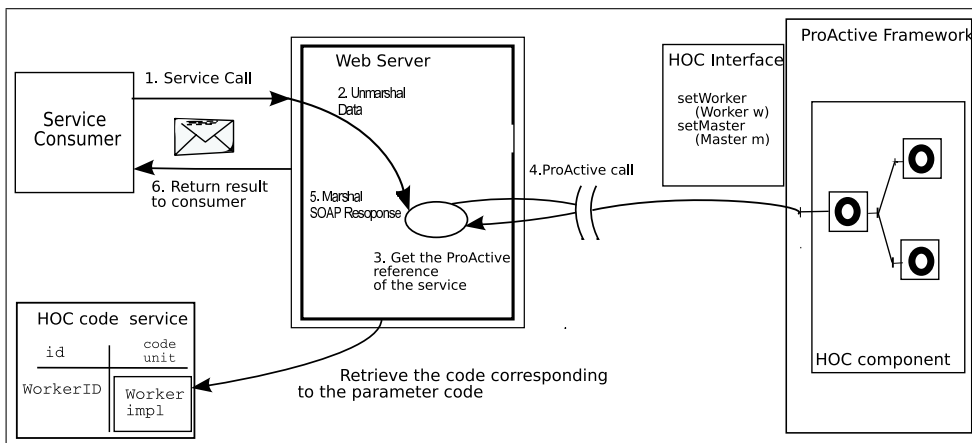 1. Service Call
Service
Consumer
6. Return result
to consumer
Web Server
2. Unmarshal
Data
5. Marshal
SOAP Resoponse
3. Get the ProActive
reference
of the service
4.ProActive call
HOC Interface
setWorker
(Worker w)
setMaster
(Master m)
ProActive Framework
HOC component
HOC code service
id
code
unit
WorkerID
Worker
impl
Retrieve the code corresponding
to the parameter code